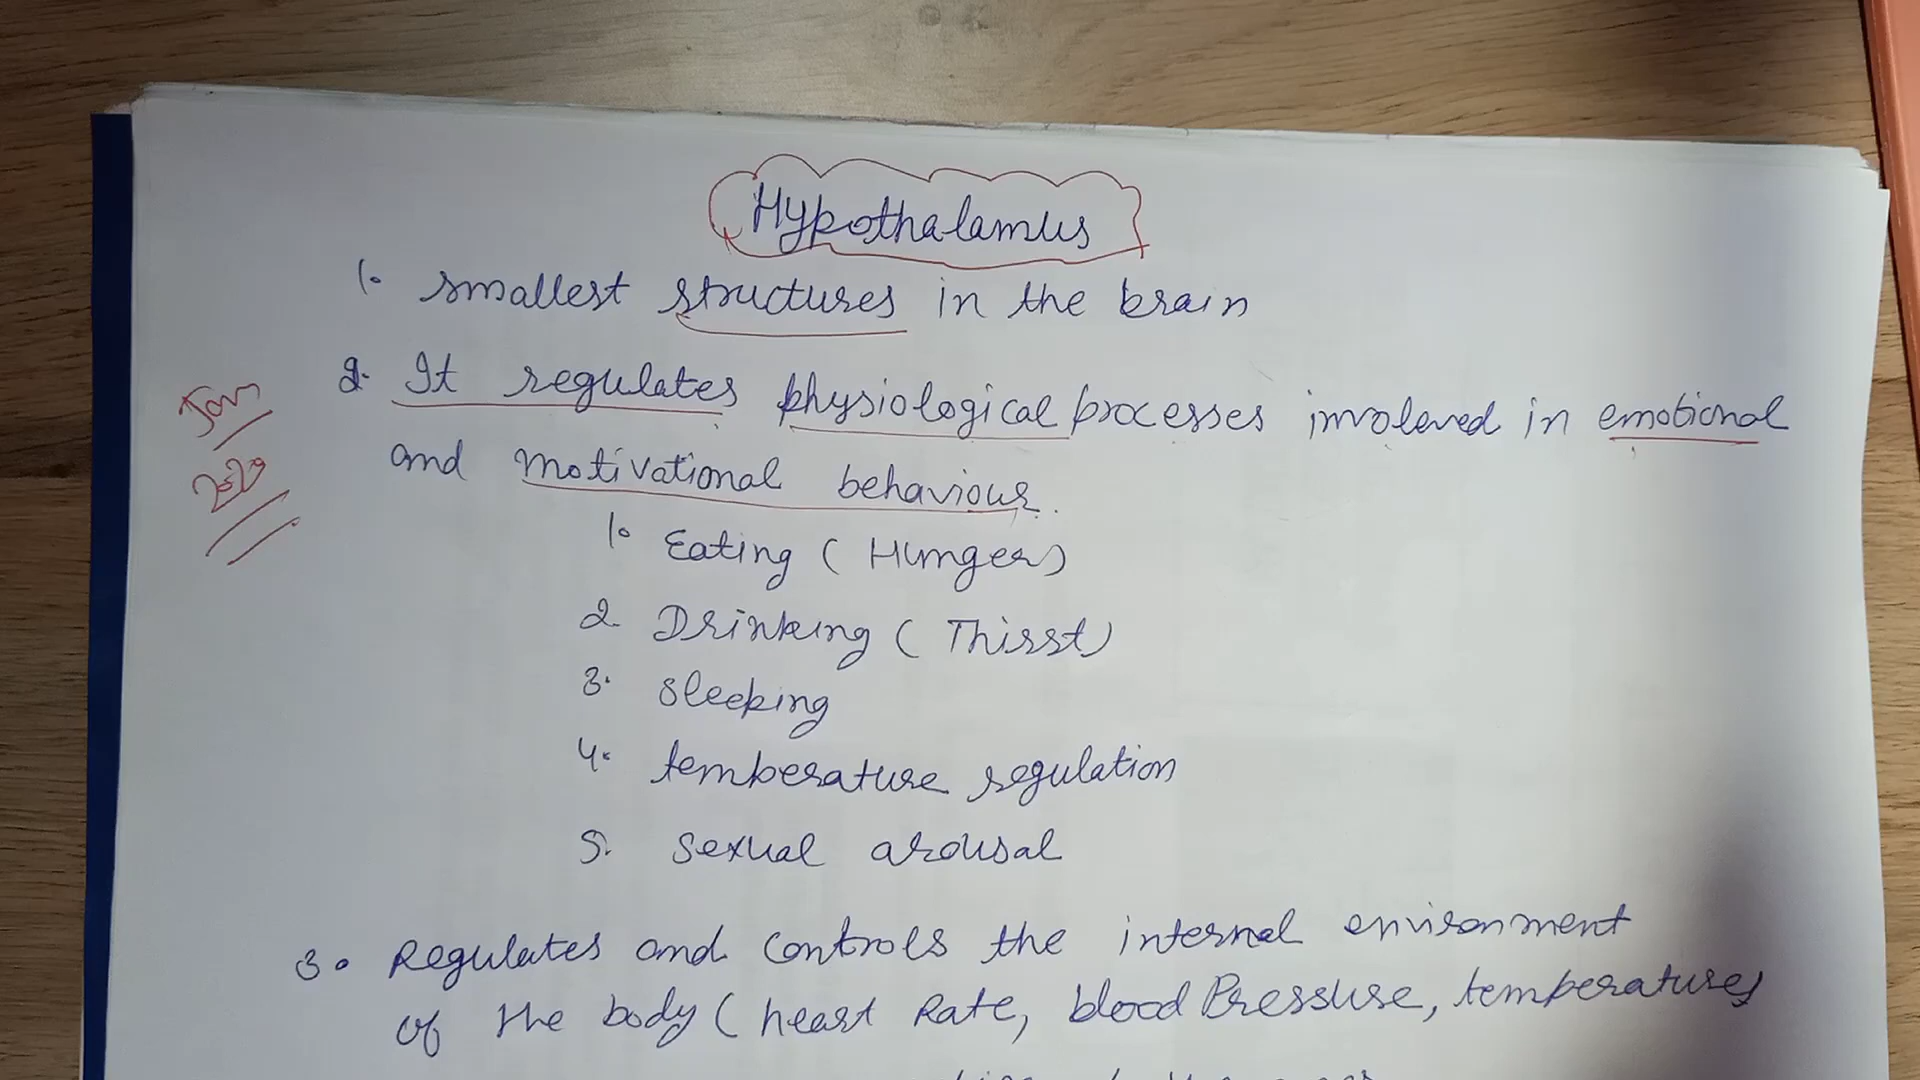 Hypothalamus
1. smallest structures in the brain
2. It regulates physiological processes involeved in emotional
and motivational behaviour.
Jan
2020
1. Eating (Hunger)
2. Drinking (Thirst)
3. sleeping
4. temperature regulation
5. sexual arousal
3. Regulates and controls the internal environment
of the body (heart Rate, blood Pressure, temperatures